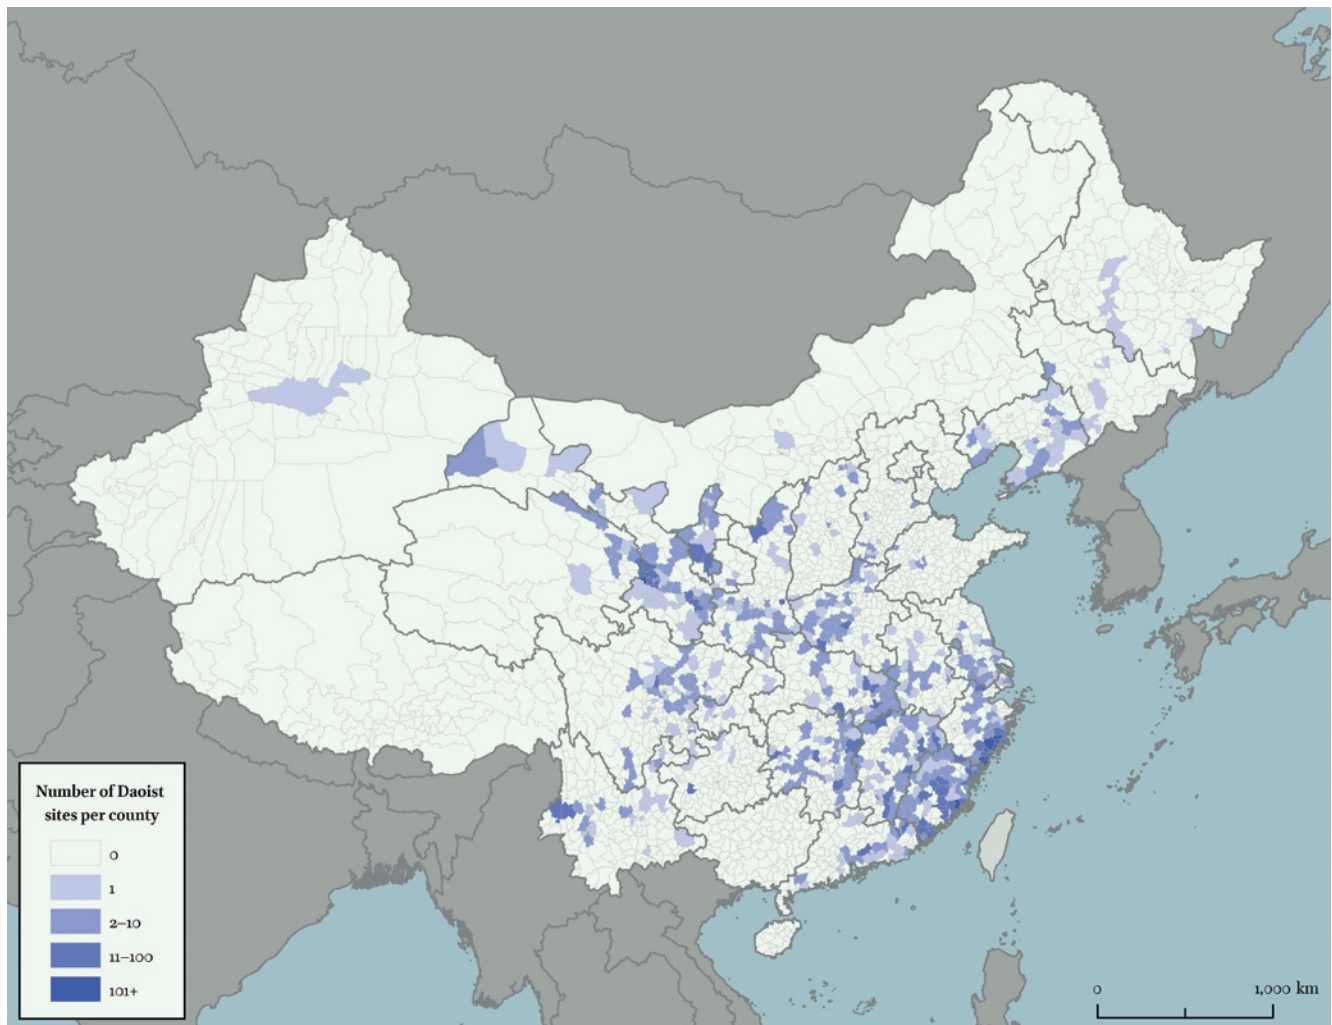 Number of Daoist
sites per county
0
1
2–10
11–100
101+
0 1,000 km